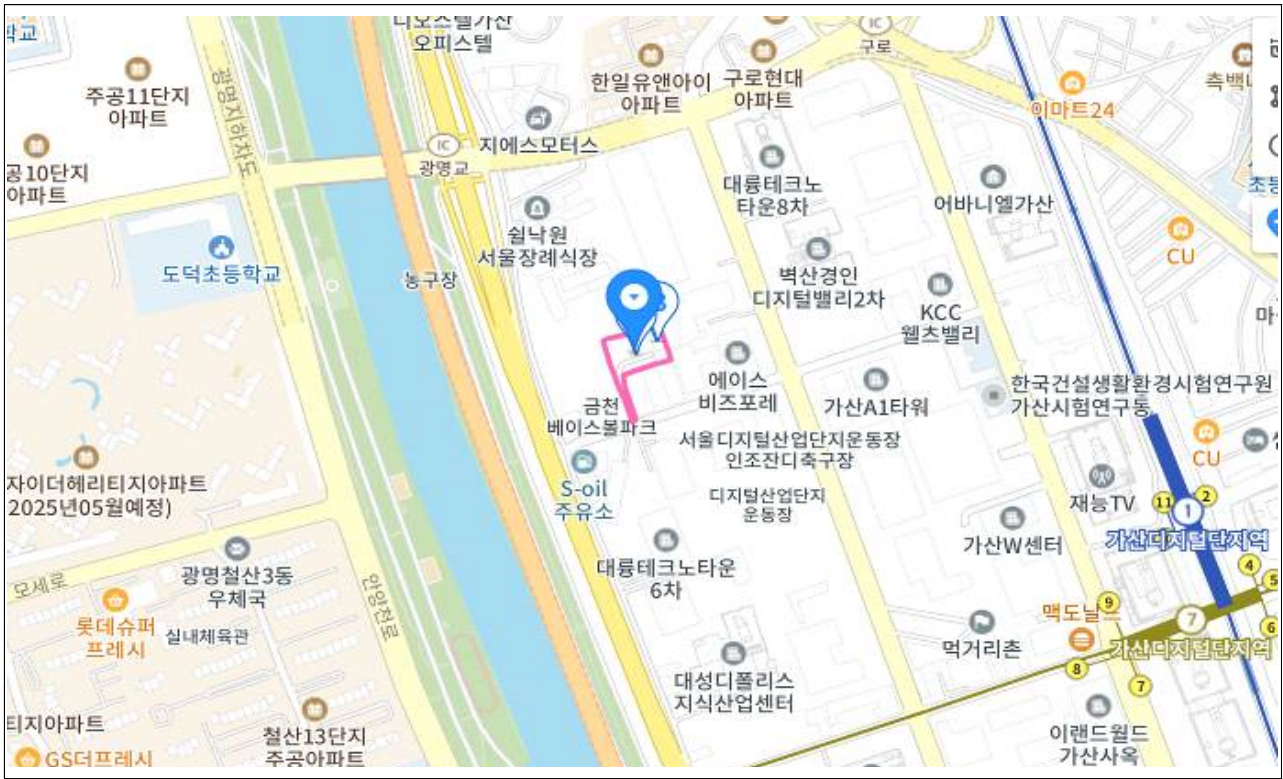 학교
디오스텔가산
오피스텔
IC
구로
주공11단지
아파트
한일유앤아이
아파트
구로현대
아파트
이마트24
측백
광명지하차도
IC
광명교
지에스모터스
공10단지
아파트
대륭테크노
타운8차
어바니엘가산
초등
쉴낙원
서울장례식장
CU
도덕초등학교
농구장
벽산경인
디지털밸리2차
KCC
웰츠밸리
마
에이스
비즈포레
가산A1타워
한국건설생활환경시험연구원
가산시험연구동
금천
베이스볼파크
서울디지털산업단지운동장
인조잔디축구장
CU
자이더헤리티지아파트
2025년05월예정)
S-oil
주유소
디지털산업단지
운동장
재능TV
11
2
1
가산디지털단지역
가산W센터
대륭테크노타운
6차
광명철산3동
우체국
모세로
안양천로
4
5
6
롯데슈퍼
프레시
실내체육관
맥도날드
9
7
가산디지털단지역
8
7
먹거리촌
대성디폴리스
지식산업센터
티지아파트
철산13단지
주공아파트
GS더프레시
이랜드월드
가산사옥